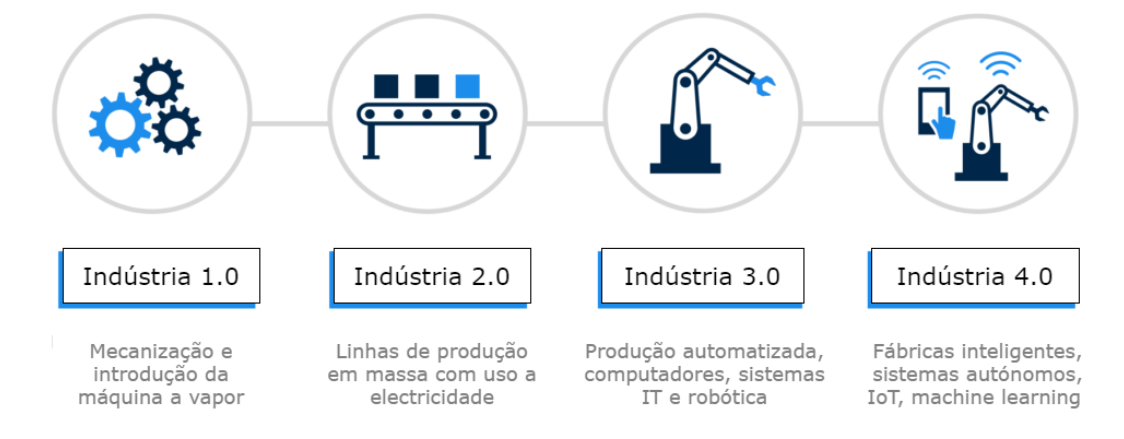 Indústria 1.0
Indústria 2.0
Indústria 3.0
Indústria 4.0
Mecanização e
introdução da
máquina a vapor
Linhas de produção
em massa com uso a
electricidade
Produção automatizada,
computadores, sistemas
IT e robótica
Fábricas inteligentes,
sistemas autónomos,
IoT, machine learning